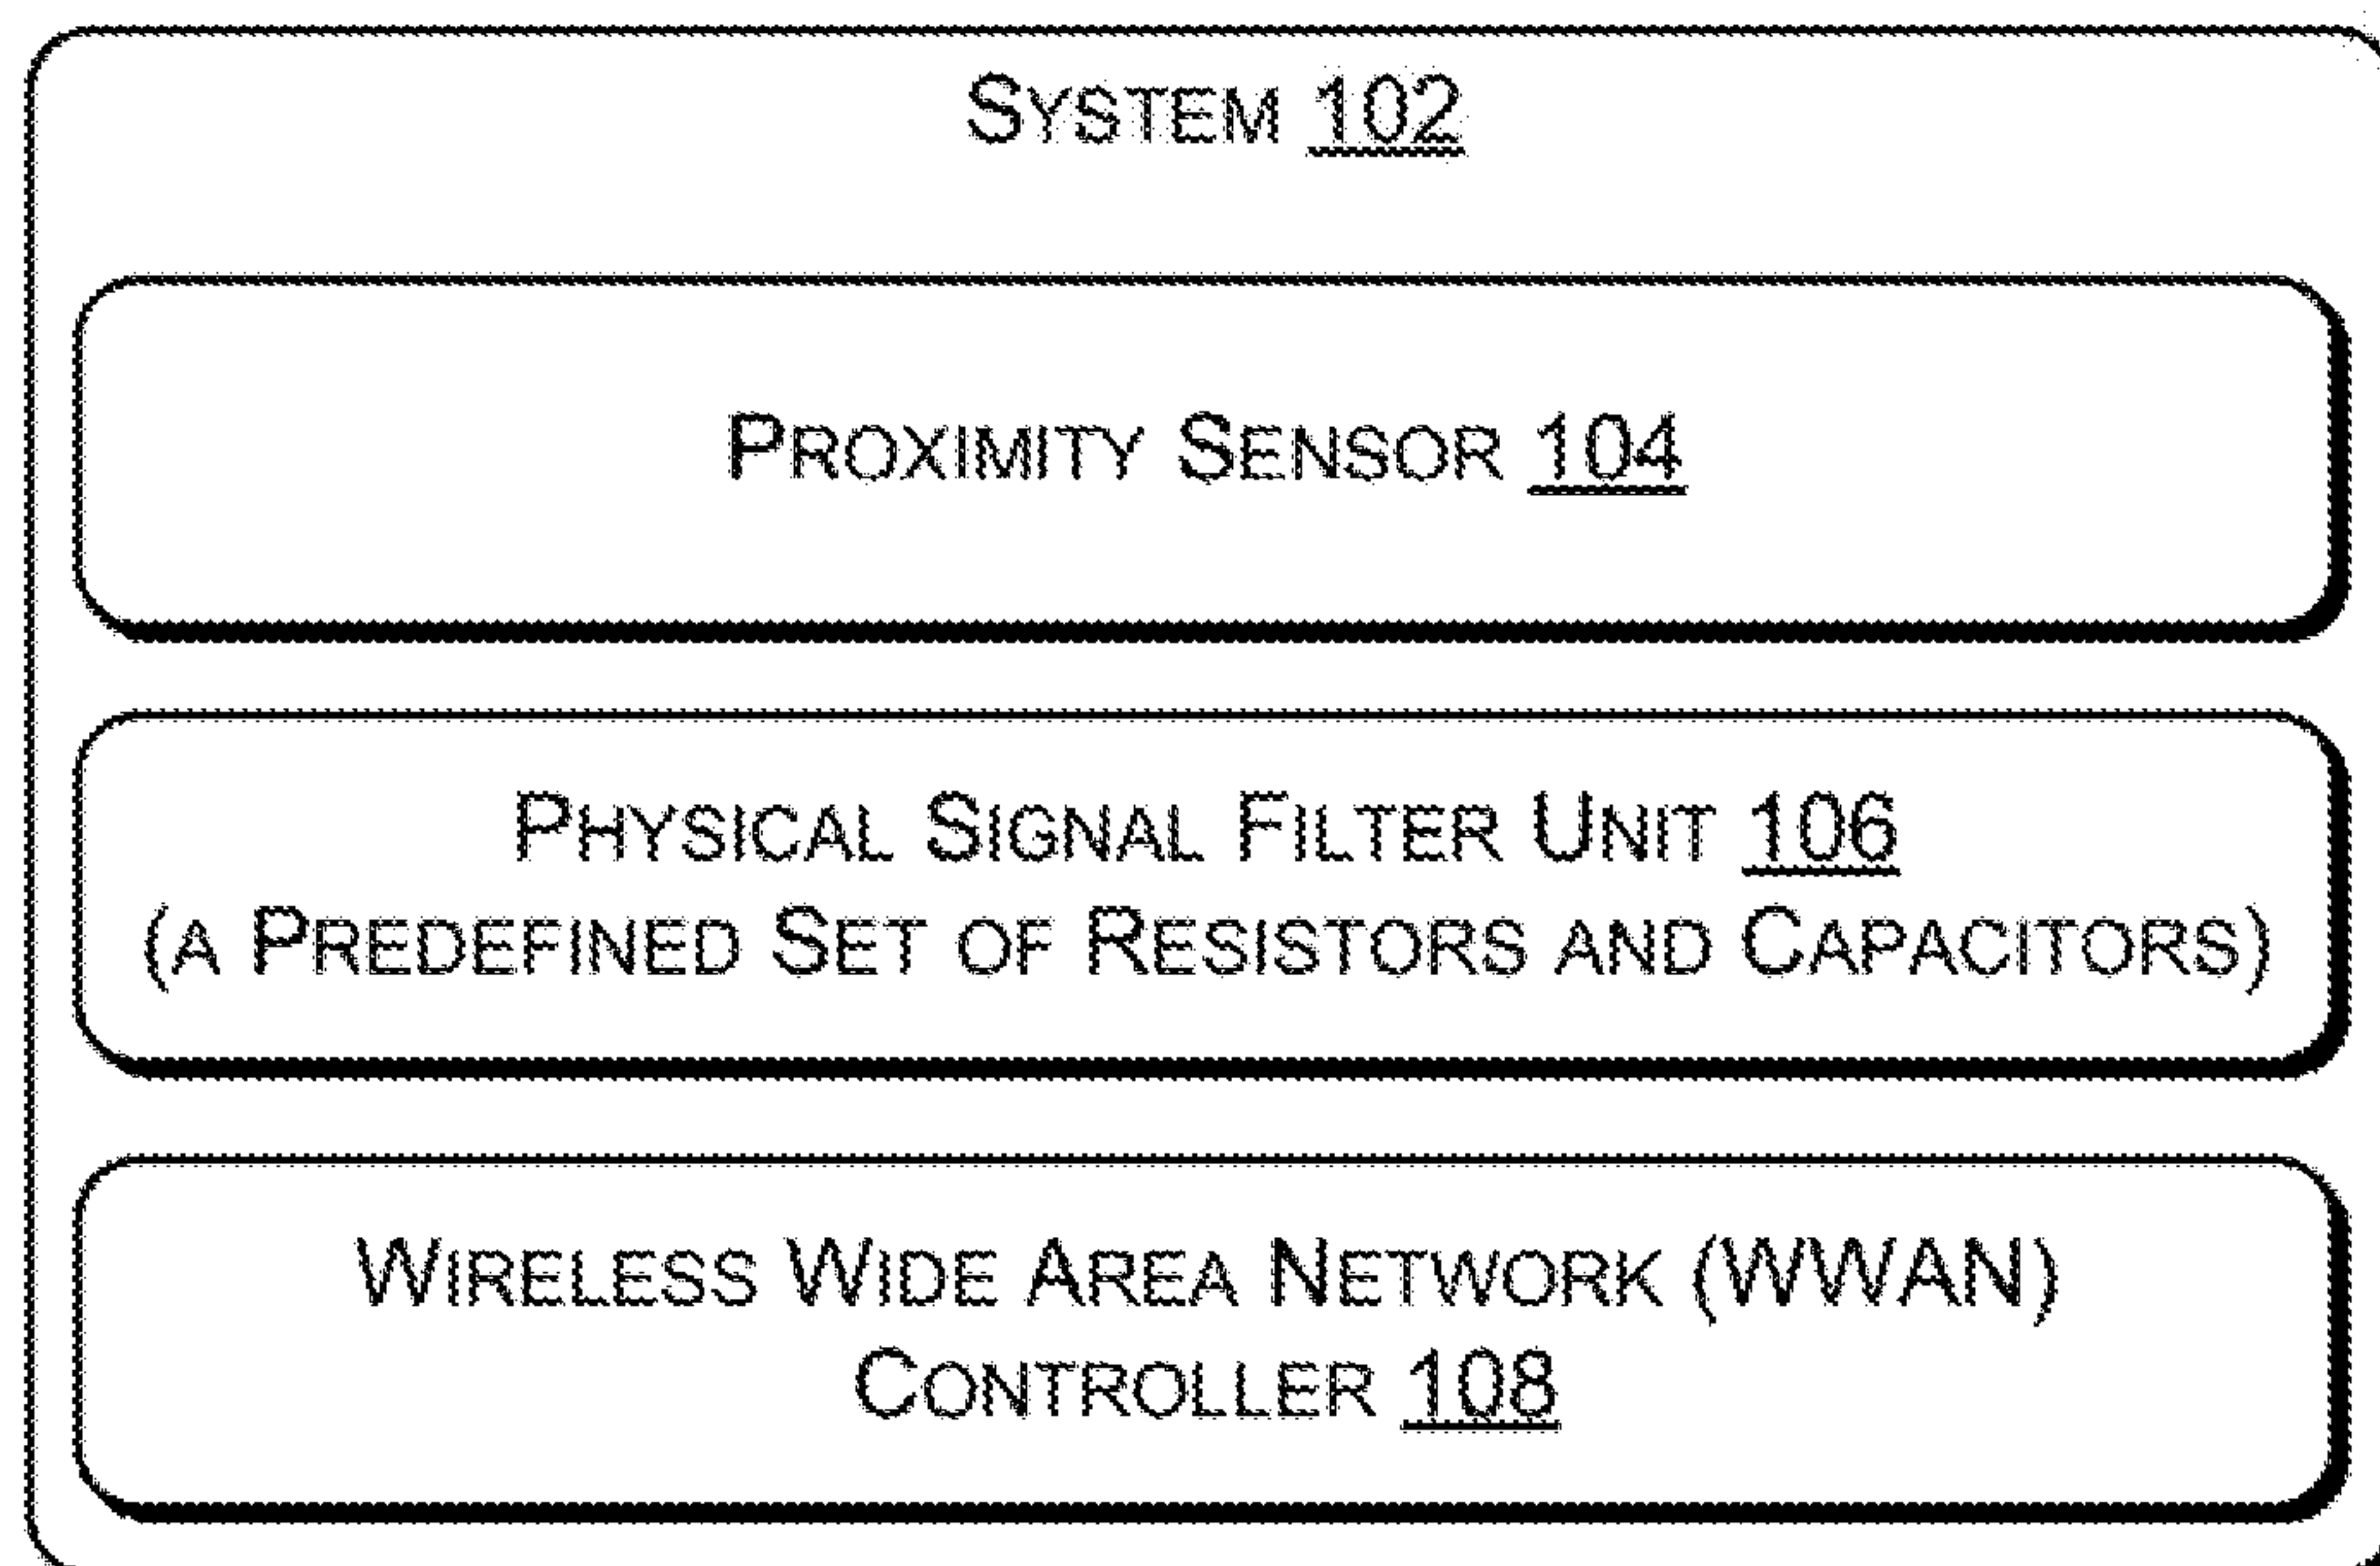 SYSTEM 102
PROXIMITY SENSOR 104
PHYSICAL SIGNAL FILTER UNIT 106
(A PREDEFINED SET OF RESISTORS AND CAPACITORS)
WIRELESS WIDE AREA NETWORK (WWAN)
CONTROLLER 108